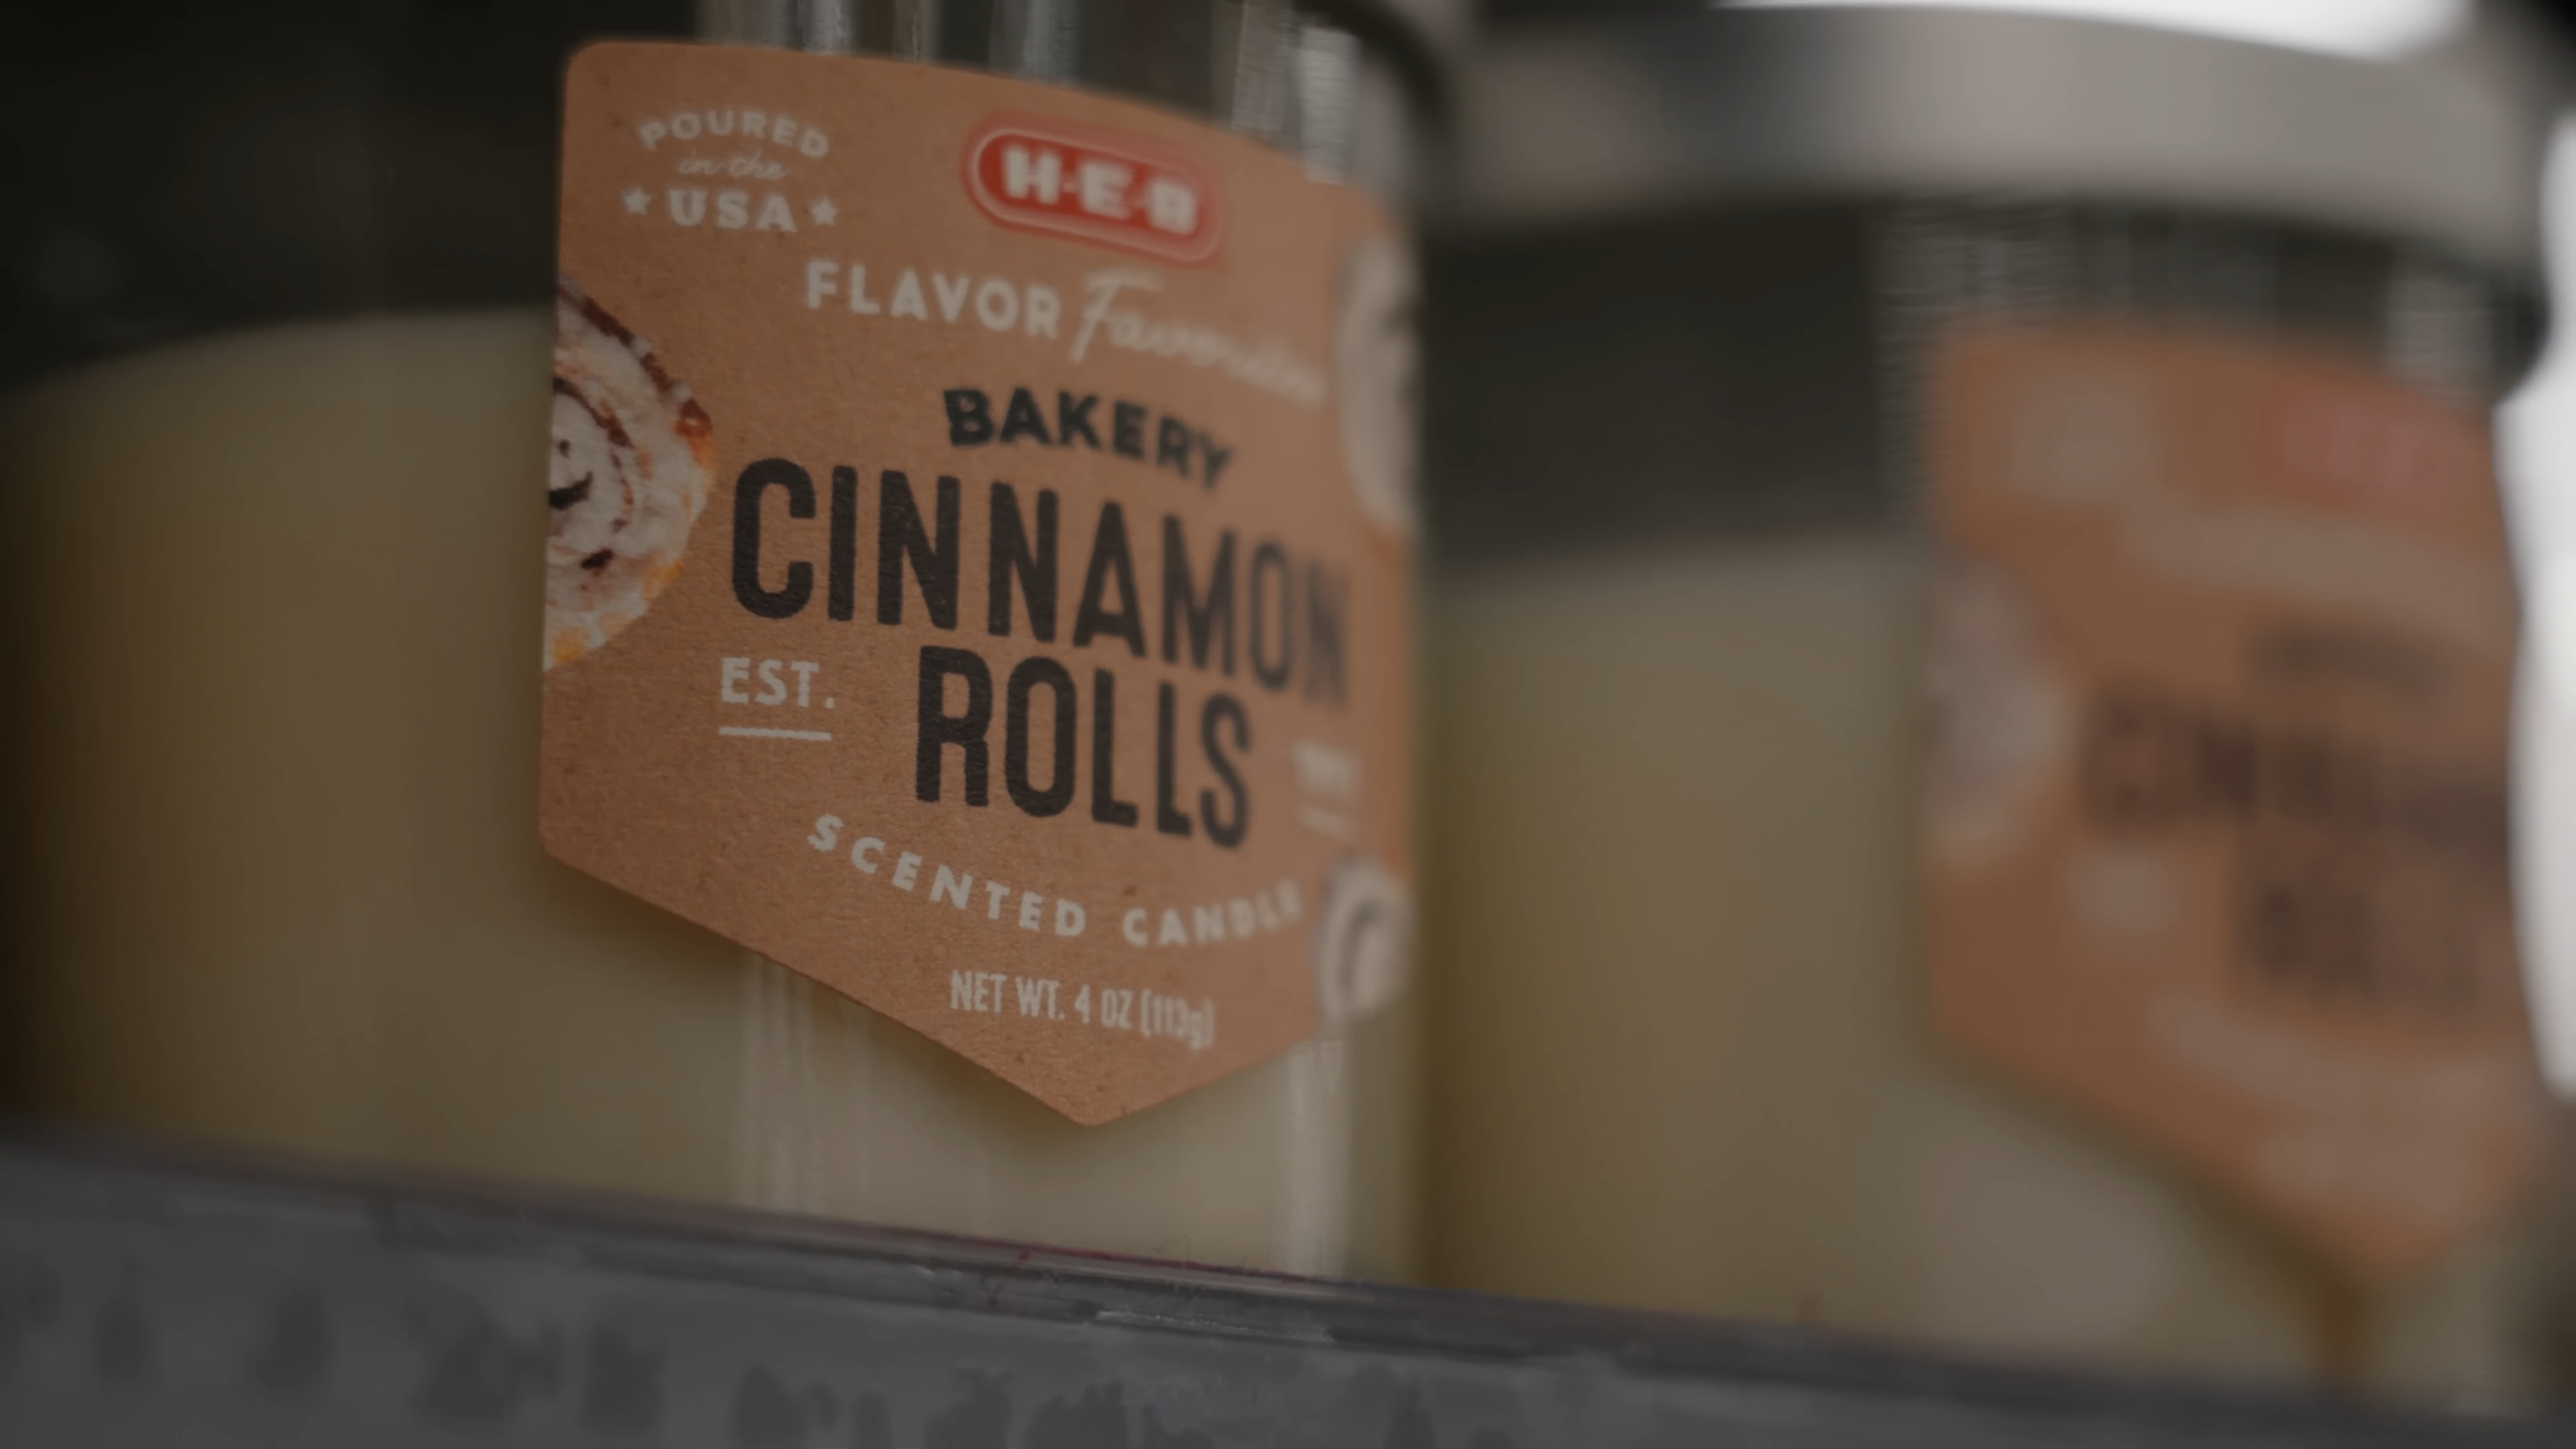 POURED
in the
USA
H-E-B
FLAVOR Favorites
BAKERY
CINNAMON
ROLLS
EST.
SCENTED CANDLE
NET WT. 4 OZ (113g)